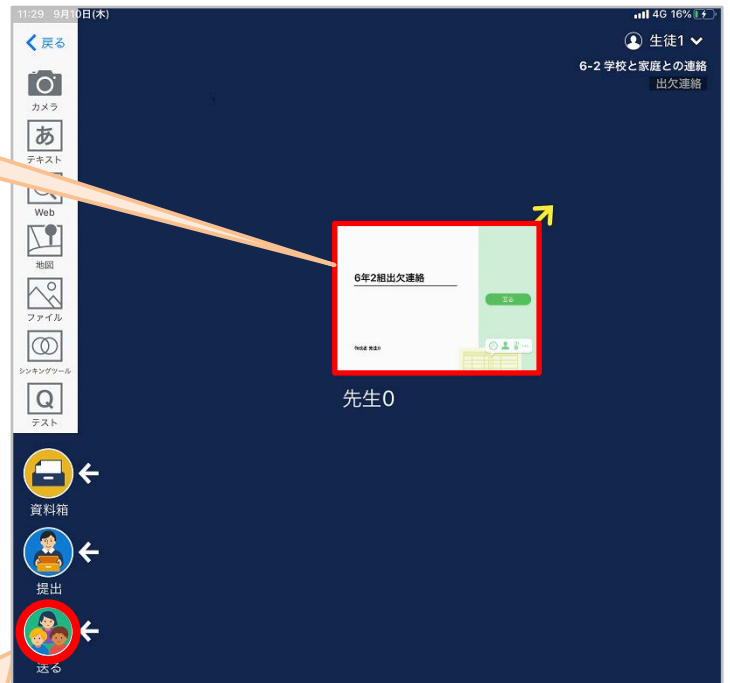 11:29 9月10日(木)
4G 16%
戻る
生徒1
6-2 学校と家庭との連絡
出欠連絡
カメラ
あ
テキスト
Web
地図
ファイル
シンキングツール
Q
テスト
6年2組出欠連絡
先生0
資料箱
提出
送る